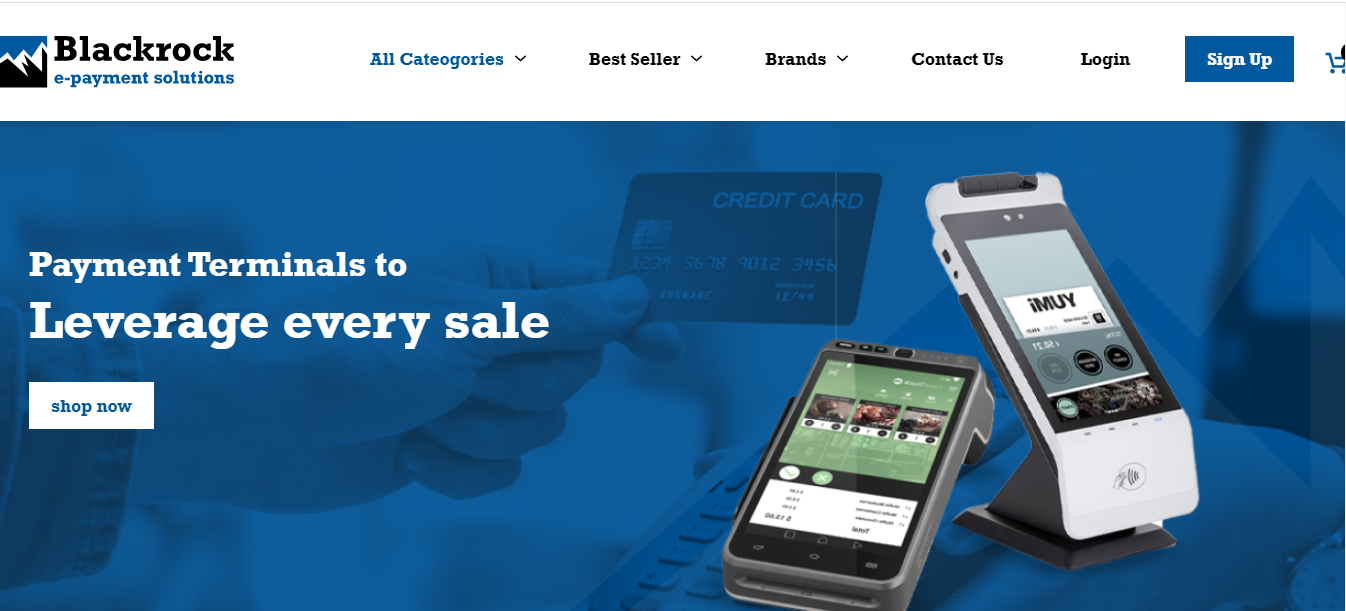 Blackrock
e-payment solutions
All Cateogories
Best Seller
Brands
Contact Us
Login
Sign Up
CREDIT CARD
1234 5678 9012 3456
12/99
Payment Terminals to
Leverage every sale
shop now
iMUY
Total